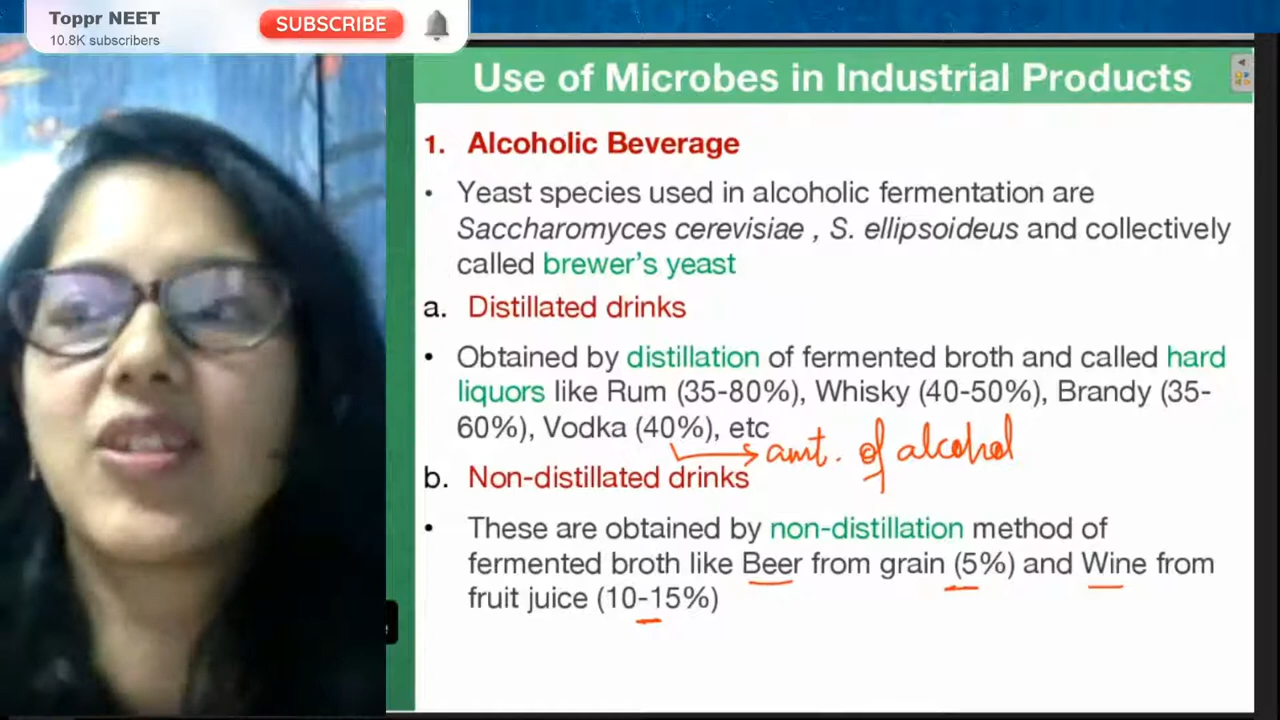 Toppr NEET
10.8K subscribers
SUBSCRIBE
Use of Microbes in Industrial Products
1. Alcoholic Beverage
• Yeast species used in alcoholic fermentation are
Saccharomyces cerevisiae , S. ellipsoideus and collectively
called brewer's yeast
a. Distillated drinks
• Obtained by distillation of fermented broth and called hard
liquors like Rum (35-80%), Whisky (40-50%), Brandy (35-
60%), Vodka (40%), etc
amt. of alcohol
b. Non-distillated drinks
• These are obtained by non-distillation method of
fermented broth like Beer from grain (5%) and Wine from
fruit juice (10-15%)